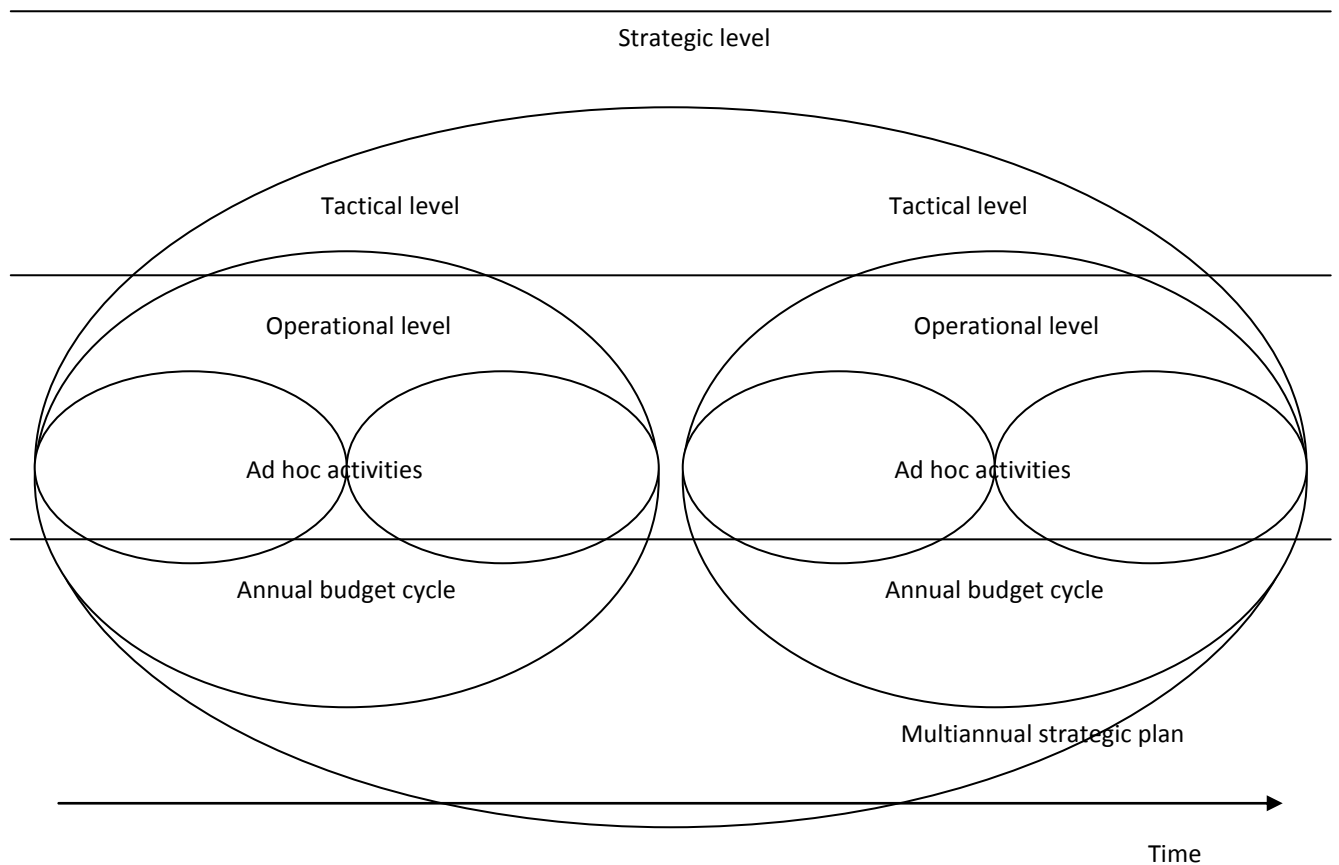 Strategic level
Tactical level
Tactical level
Operational level
Operational level
Ad hoc activities
Ad hoc activities
Annual budget cycle
Annual budget cycle
Multiannual strategic plan
Time